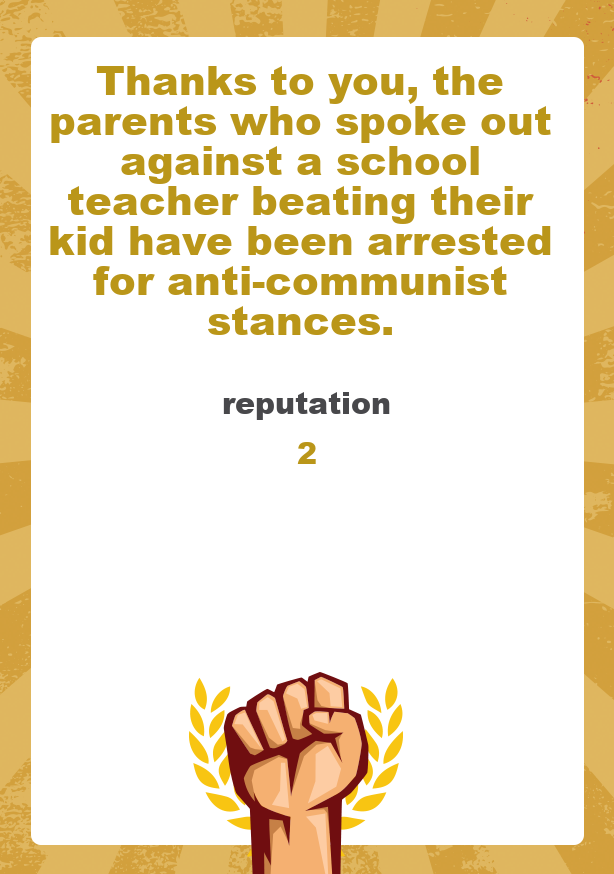 Thanks to you, the
parents who spoke out
against a school
teacher beating their
kid have been arrested
for anti-communist
stances.
reputation
2